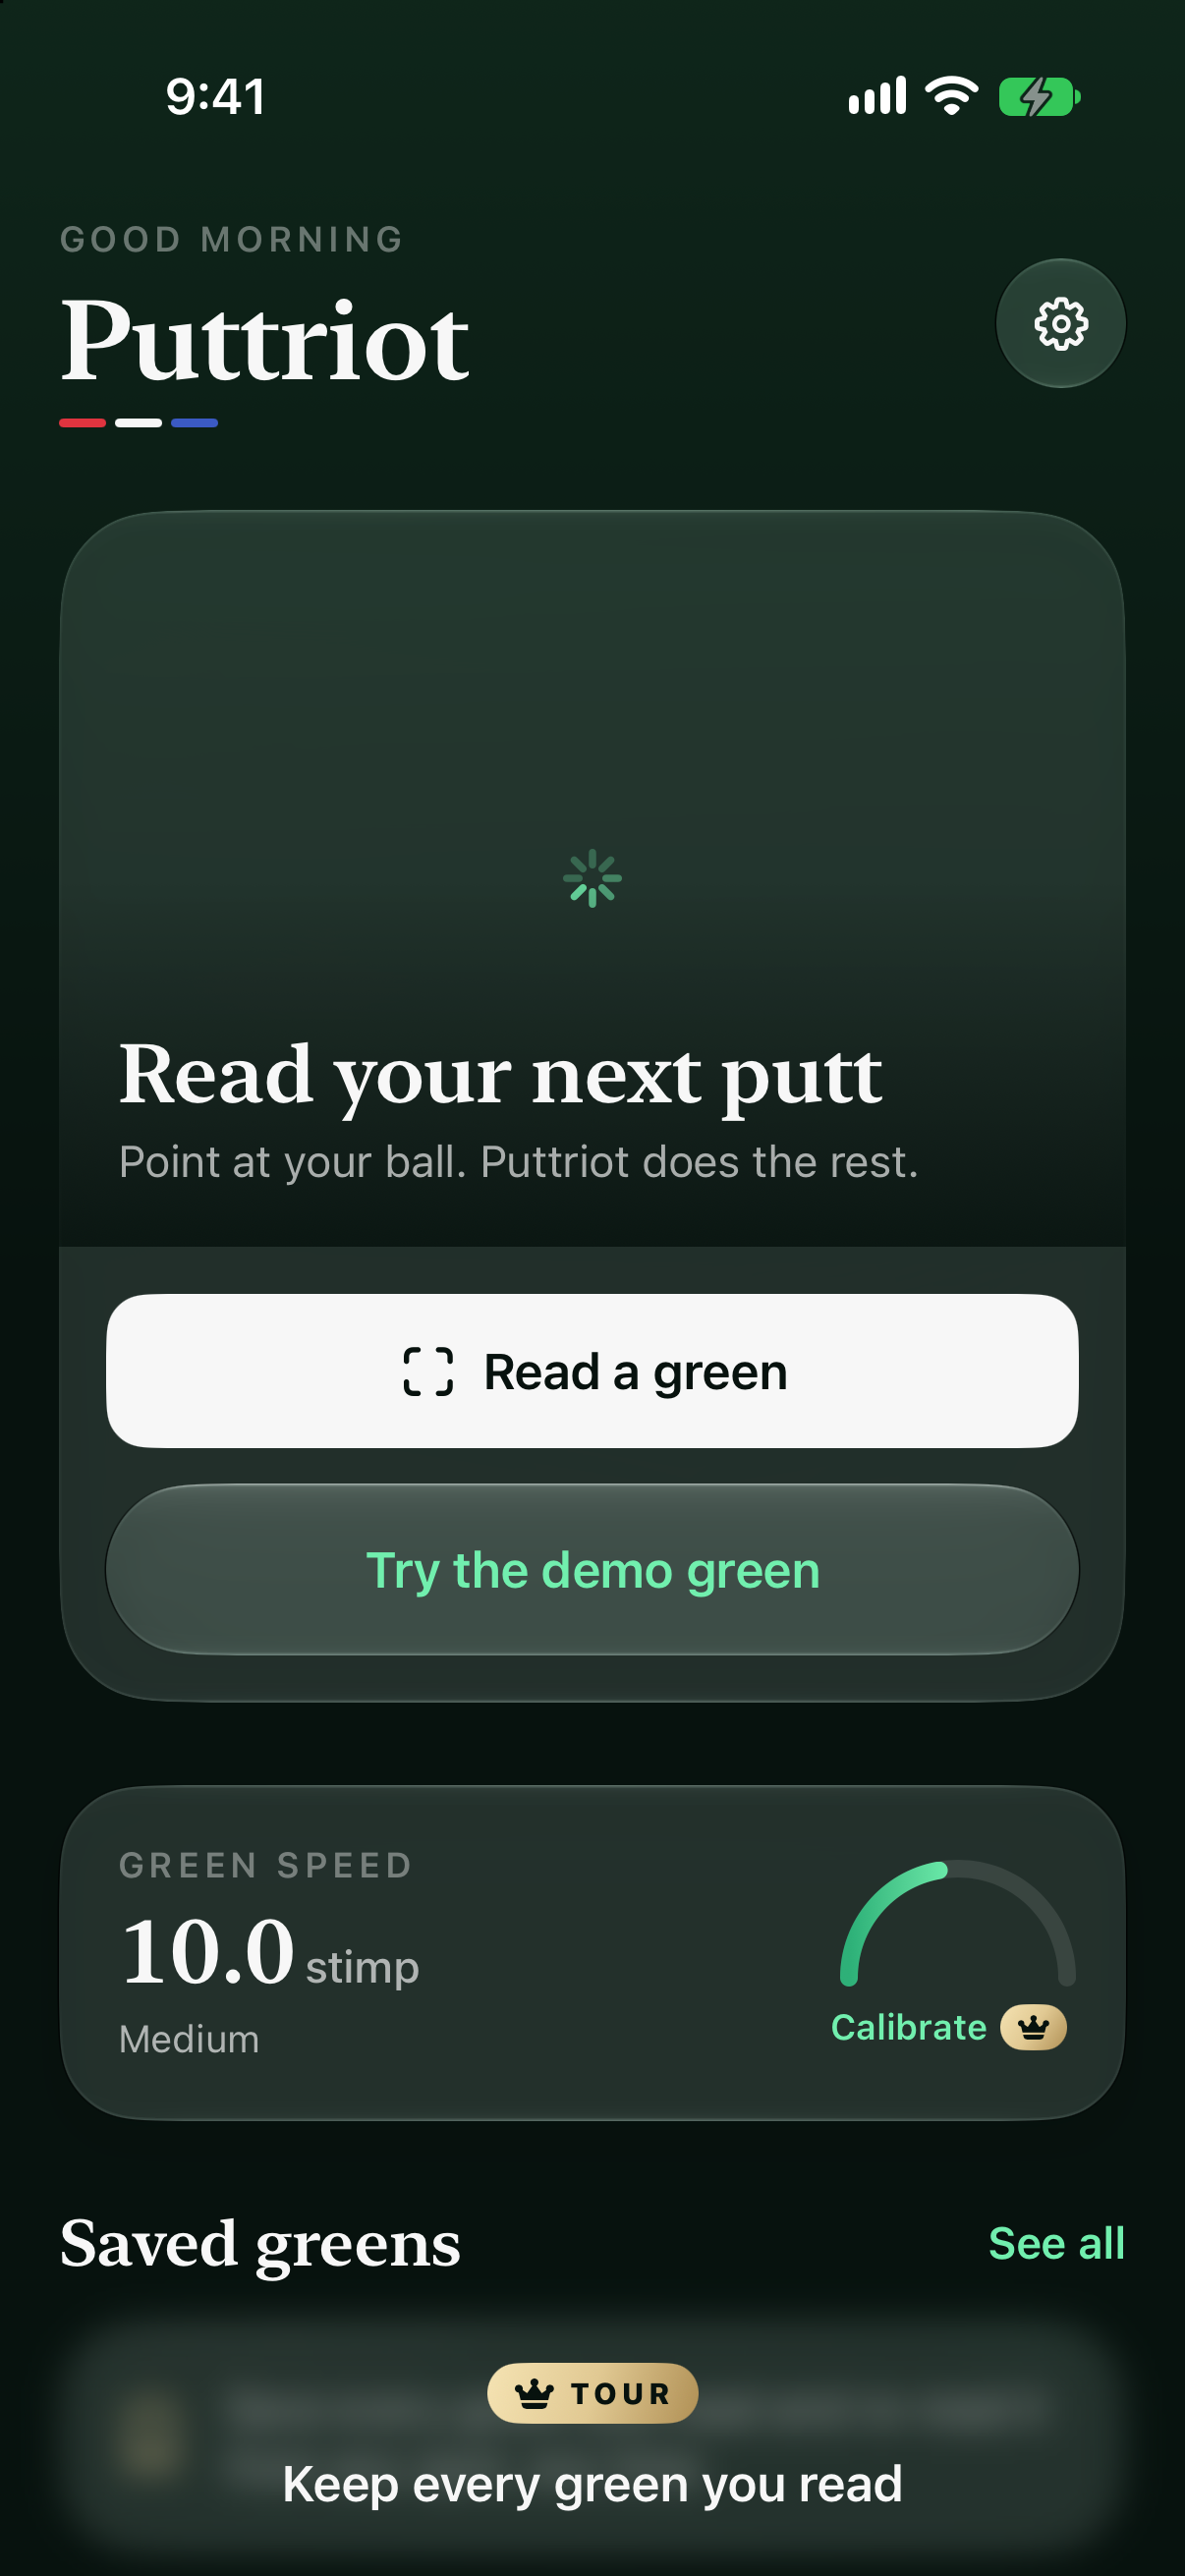 9:41
GOOD MORNING
Puttriot
Read your next putt
Point at your ball. Puttriot does the rest.
Read a green
Try the demo green
GREEN SPEED
10.0 stimp
Medium
Calibrate
Saved greens
See all
TOUR
Keep every green you read